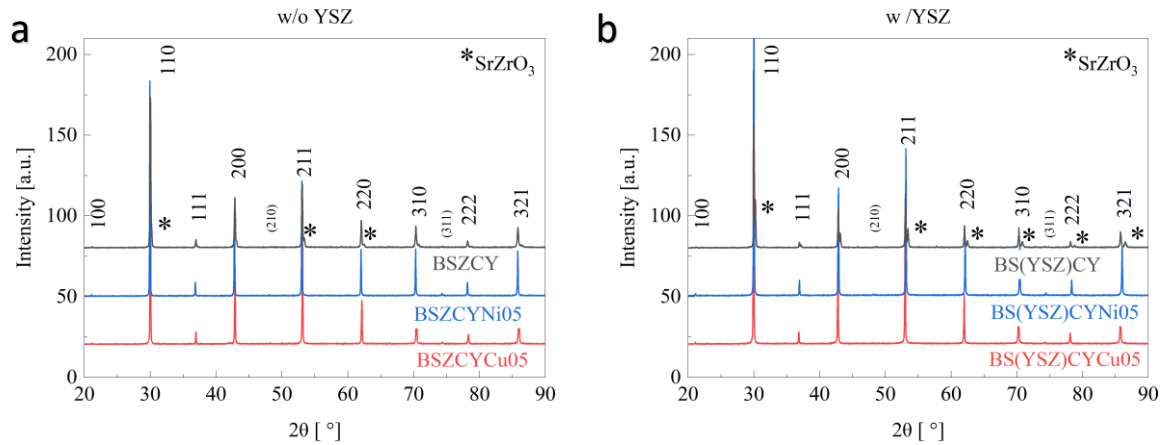 a
w/o YSZ
*SrZrO₃
Intensity [a.u.]
200
150
100
50
0
100
110
*
111
200
(210)
211
*
220
*
310
(311)
222
321
BSZCY
BSZCYNi05
BSZCYCu05
20 30 40 50 60 70 80 90
2θ [ °]
b
w /YSZ
*SrZrO₃
Intensity [a.u.]
200
150
100
50
0
100
110
*
111
200
(210)
211
*
220
*
310
*
(311)
222
*
321
*
BS(YSZ)CY
BS(YSZ)CYNi05
BS(YSZ)CYCu05
20 30 40 50 60 70 80 90
2θ [ °]